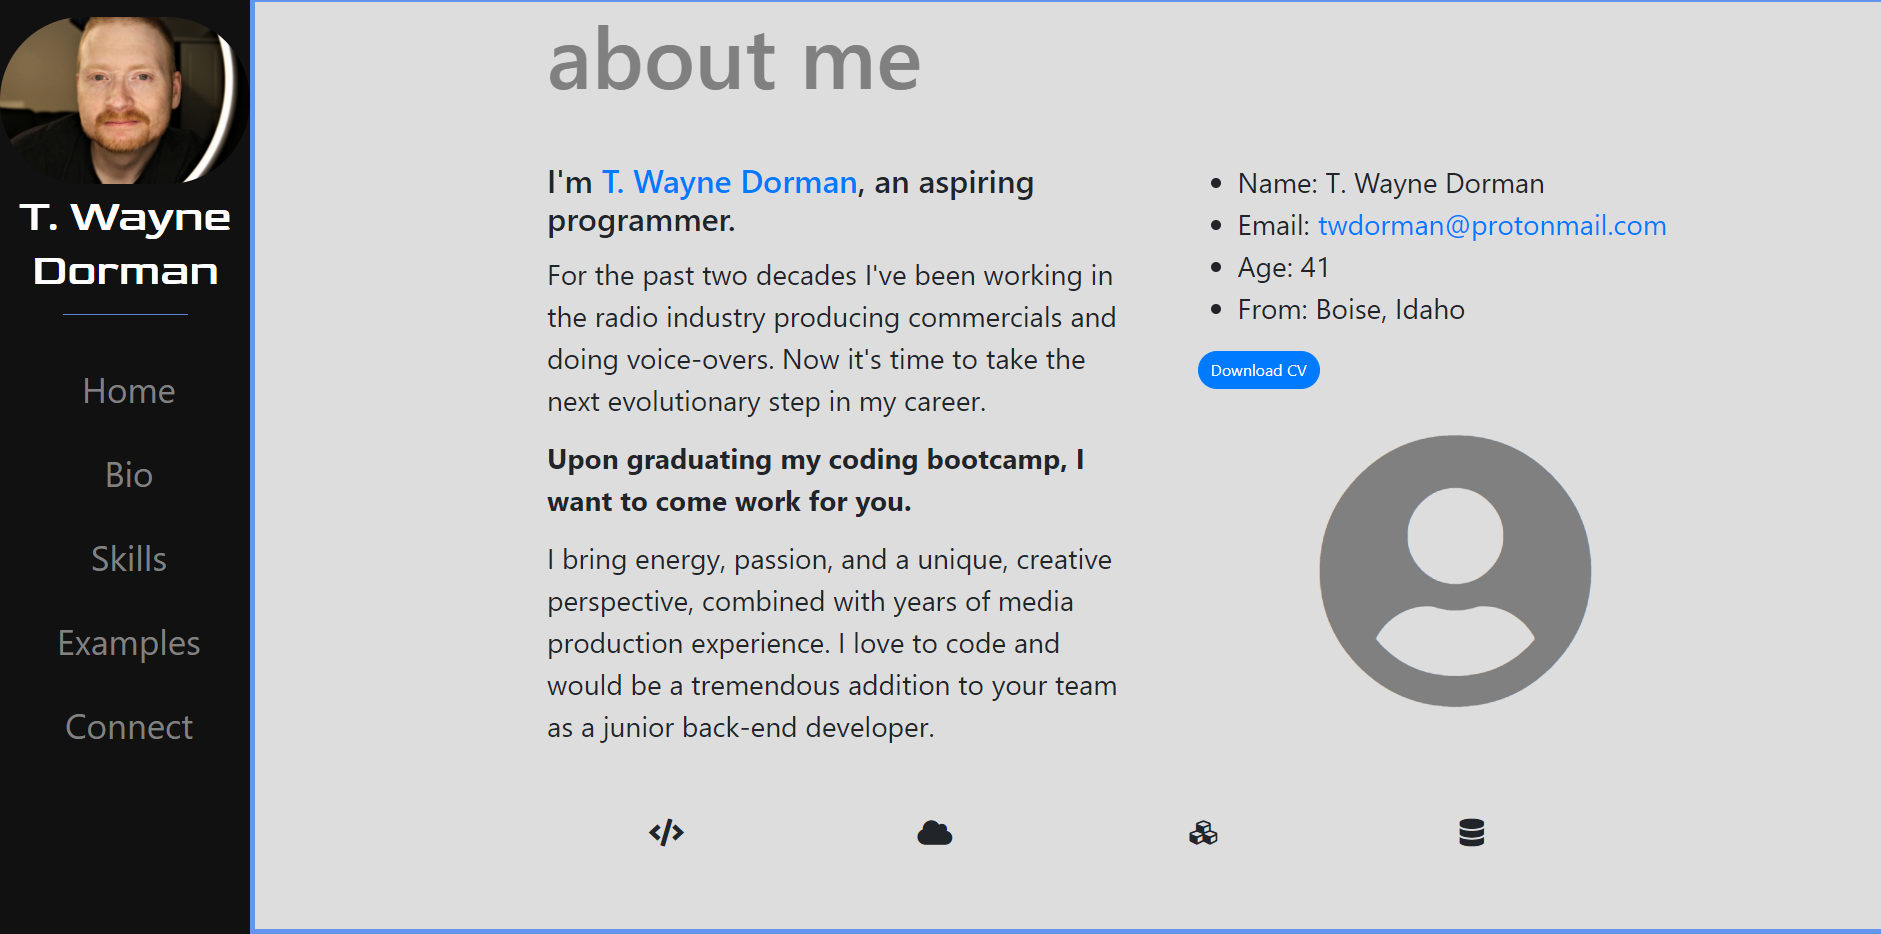 T. Wayne
Dorman
Home
Bio
Skills
Examples
Connect
about me
I'm T. Wayne Dorman, an aspiring
programmer.
For the past two decades I've been working in
the radio industry producing commercials and
doing voice-overs. Now it's time to take the
next evolutionary step in my career.
Upon graduating my coding bootcamp, I
want to come work for you.
I bring energy, passion, and a unique, creative
perspective, combined with years of media
production experience. I love to code and
would be a tremendous addition to your team
as a junior back-end developer.
Name: T. Wayne Dorman
Email: twdorman@protonmail.com
Age: 41
From: Boise, Idaho
Download CV